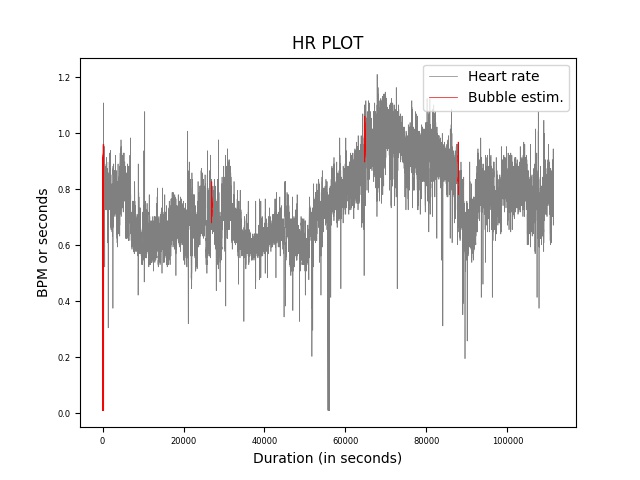 HR PLOT
Heart rate
Bubble estim.
BPM or seconds
1.2
1.0
0.8
0.6
0.4
0.2
0.0
0
20000
40000
60000
80000
100000
Duration (in seconds)